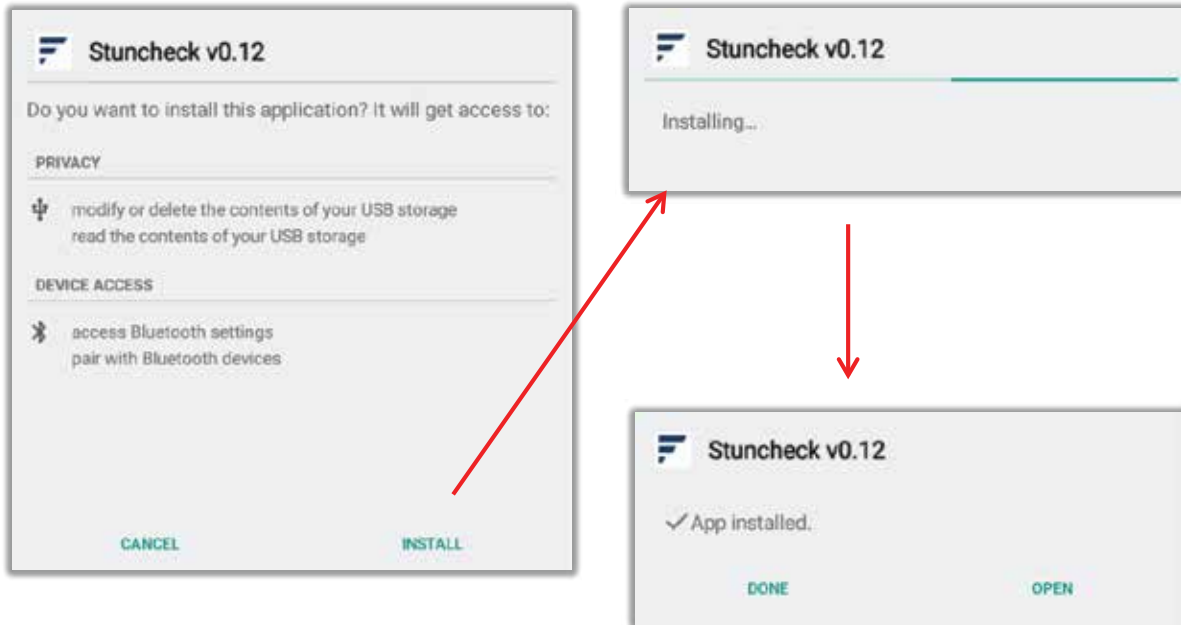 Stuncheck v0.12
Do you want to install this application? It will get access to:
PRIVACY
modify or delete the contents of your USB storage
read the contents of your USB storage
DEVICE ACCESS
access Bluetooth settings
pair with Bluetooth devices
CANCEL
INSTALL
Stuncheck v0.12
Installing...
Stuncheck v0.12
App installed.
DONE
OPEN